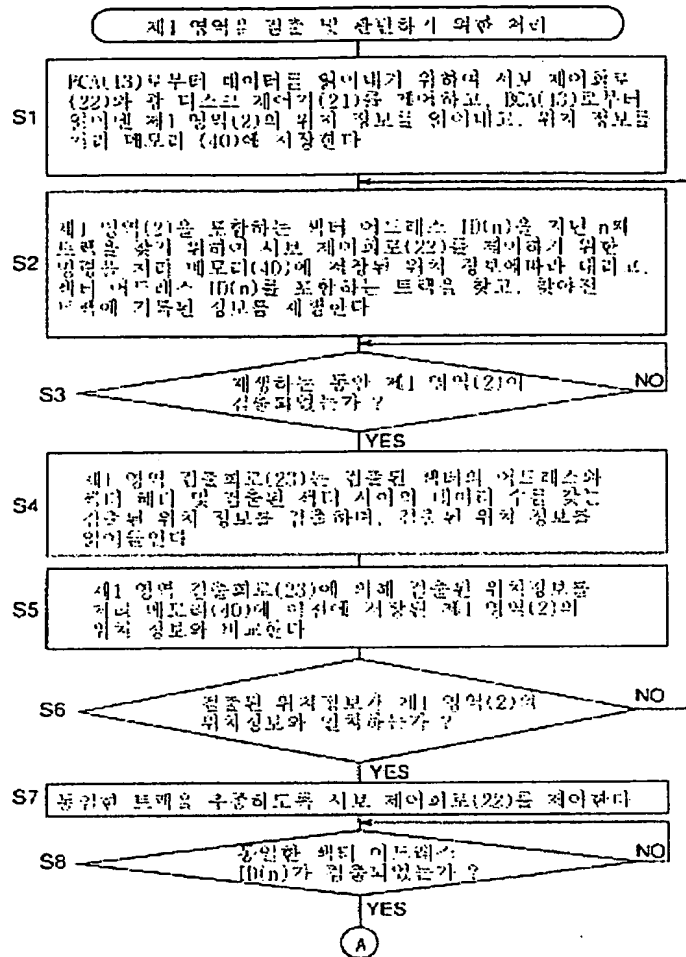 제1 영역을 검출 및 판단하기 위한 처리
S1
BCA(13)로부터 데이터를 읽어내기 위하여 서보 제어회로
(22)와 광 디스크 제어기(21)를 제어하고, BCA(13)로부터
읽어낸 제1 영역(2)의 위치 정보를 읽어내고, 위치 정보를
처리 메모리 (40)에 저장한다
S2
제1 영역(2)을 포함하는 섹터 어드레스 ID(n)을 지닌 n의
트랙을 찾기 위하여 서보 제어회로(22)를 제어하기 위한
명령을 처리 메모리(40)에 저장된 위치 정보에따라 내리고,
섹터 어드레스 ID(n)를 포함하는 트랙을 찾고, 찾아진
트랙에 기록된 정보를 재생한다
S3
재생하는 동안 제1 영역(2)이
검출되었는가 ?
NO
YES
S4
제1 영역 검출회로(23)는 검출된 섹터의 어드레스와
섹터 헤더 및 검출된 섹터 사이의 데이터 수를 갖는
검출된 위치 정보를 검출하며, 검출된 위치 정보를
읽어들인다
S5
제1 영역 검출회로(23)에 의해 검출된 위치정보를
처리 메모리(40)에 이전에 저장된 제1 영역(2)의
위치 정보와 비교한다
S6
검출된 위치정보가 제1 영역(2)의
위치정보와 일치하는가 ?
NO
YES
S7
동일한 트랙을 추종하도록 서보 제어회로(22)를 제어한다
S8
동일한 섹터 어드레스
ID(n)가 검출되었는가 ?
NO
YES
A